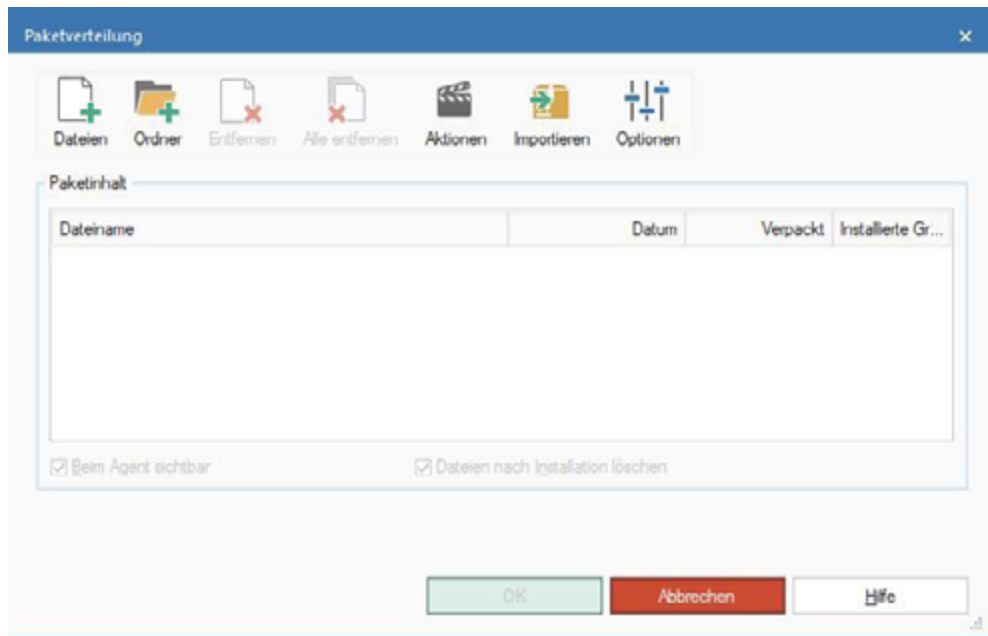 Paketverteilung
Dateien Ordner Entfernen Alle entfernen Aktionen Importieren Optionen
Paketinhalt
Dateiname Datum Verpackt Installierte Gr...
Beim Agent sichtbar Dateien nach Installation löschen
OK Abbrechen Hilfe